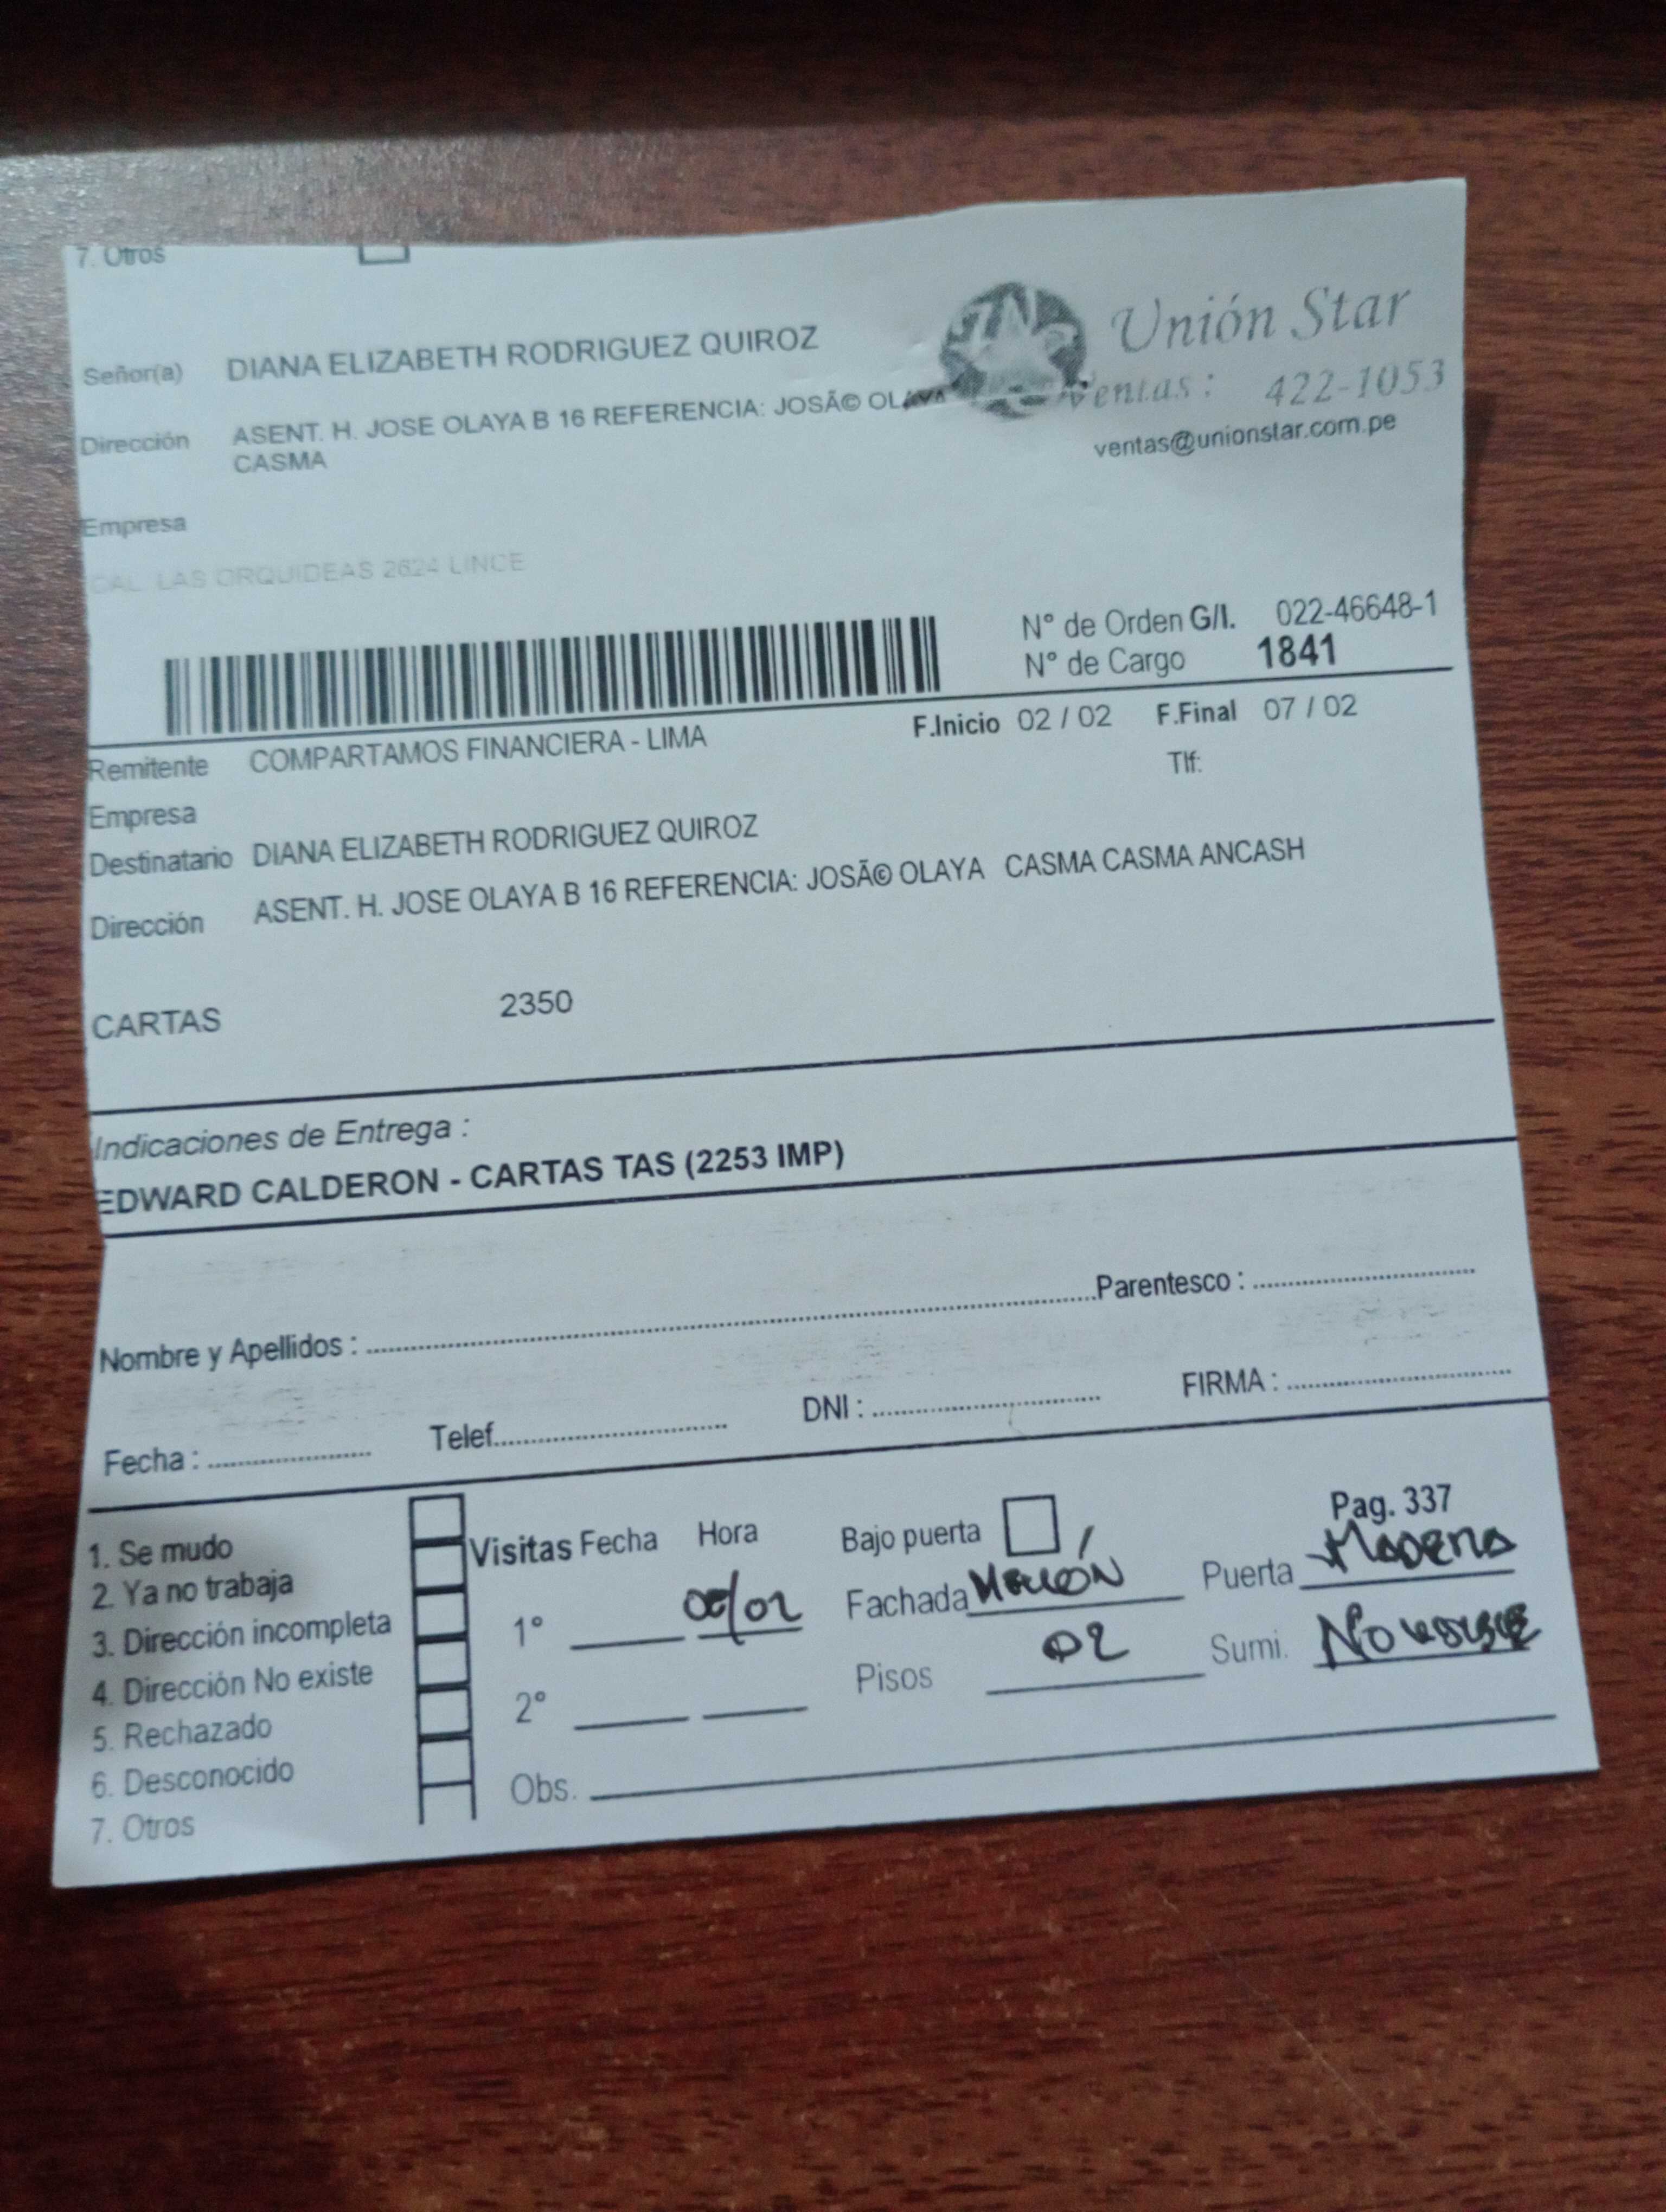 7. Otros
Unión Star
Ventas : 422-1053
ventas@unionstar.com.pe
Señor(a) DIANA ELIZABETH RODRIGUEZ QUIROZ
Dirección ASENT. H. JOSE OLAYA B 16 REFERENCIA: JOSÃ© OLAYA
CASMA
Empresa
CAL. LAS ORQUIDEAS 2624 LINCE
N° de Orden G/I. 022-46648-1
N° de Cargo 1841
F.Inicio 02 / 02 F.Final 07 / 02
Remitente COMPARTAMOS FINANCIERA - LIMA
Tlf:
Empresa
Destinatario DIANA ELIZABETH RODRIGUEZ QUIROZ
Dirección ASENT. H. JOSE OLAYA B 16 REFERENCIA: JOSÃ© OLAYA CASMA CASMA ANCASH
CARTAS 2350
Indicaciones de Entrega :
EDWARD CALDERON - CARTAS TAS (2253 IMP)
Nombre y Apellidos : Parentesco :
Fecha : Telef. DNI : FIRMA :
Pag. 337
1. Se mudo
2. Ya no trabaja
3. Dirección incompleta
4. Dirección No existe
5. Rechazado
6. Desconocido
7. Otros
Visitas Fecha Hora
1°
2°
Obs.
Bajo puerta
Fachada
Puerta MADERA
Pisos 02
Sumi. No